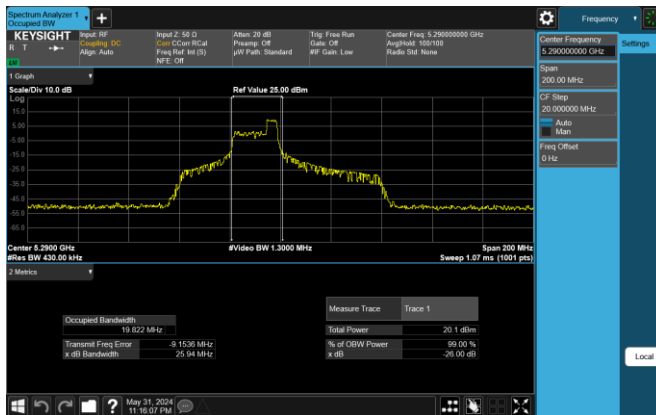 Spectrum Analyzer 1
Occupied BW
Frequency
KEYSIGHT
R T
Input: RF
Coupling: DC
Align: Auto
Input Z: 50 Ω
Corr CCorr RCal
Freq Ref: Int (S)
NFE: Off
Atten: 20 dB
Preamp: Off
µW Path: Standard
Trig: Free Run
Gate: Off
#IF Gain: Low
Center Freq: 5.290000000 GHz
Avg|Hold: 100/100
Radio Std: None
1 Graph
Scale/Div 10.0 dB
Ref Value 25.00 dBm
Log
15.0
5.00
-5.00
-15.0
-25.0
-35.0
-45.0
-55.0
-65.0
Center 5.2900 GHz
#Video BW 1.3000 MHz
Span 200 MHz
#Res BW 430.00 kHz
Sweep 1.07 ms (1001 pts)
2 Metrics
Occupied Bandwidth
19.822 MHz
Transmit Freq Error -9.1536 MHz
x dB Bandwidth 25.94 MHz
Measure Trace Trace 1
Total Power 20.1 dBm
% of OBW Power 99.00 %
x dB -26.00 dB
May 31, 2024
11:16:07 PM
Center Frequency
5.290000000 GHz
Span
200.00 MHz
CF Step
20.000000 MHz
Auto
Man
Freq Offset
0 Hz
Settings
Local